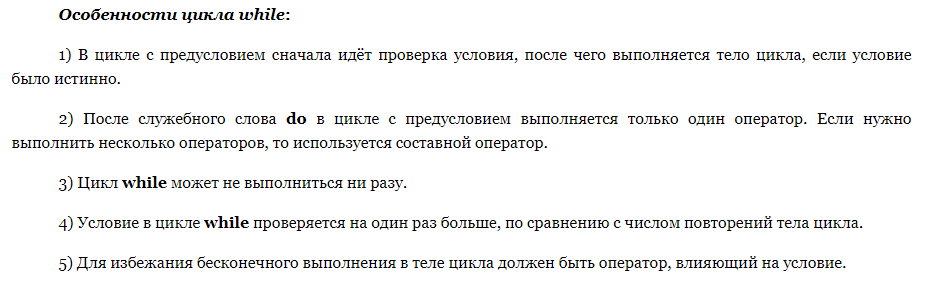 Особенности цикла while:
1) В цикле с предусловием сначала идёт проверка условия, после чего выполняется тело цикла, если условие
было истинно.
2) После служебного слова do в цикле с предусловием выполняется только один оператор. Если нужно
выполнить несколько операторов, то используется составной оператор.
3) Цикл while может не выполниться ни разу.
4) Условие в цикле while проверяется на один раз больше, по сравнению с числом повторений тела цикла.
5) Для избежания бесконечного выполнения в теле цикла должен быть оператор, влияющий на условие.